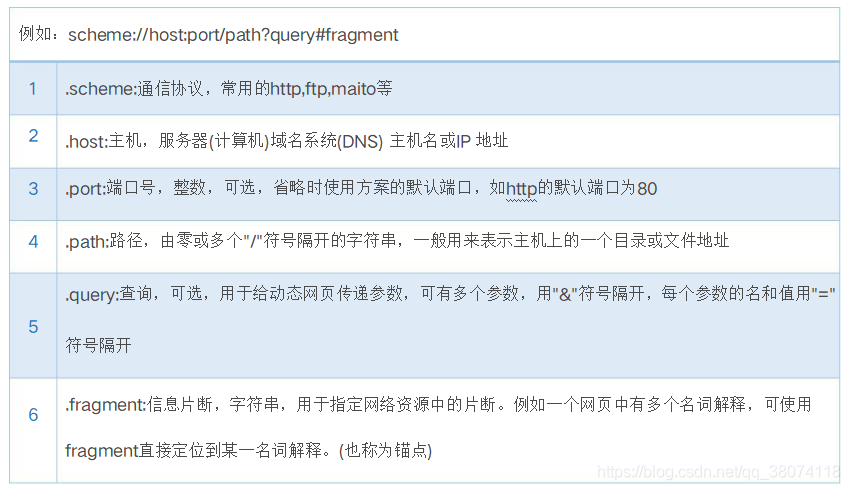 例如：scheme://host:port/path?query#fragment
1 .scheme:通信协议，常用的http,ftp,maito等
2 .host:主机，服务器(计算机)域名系统(DNS) 主机名或IP 地址
3 .port:端口号，整数，可选，省略时使用方案的默认端口，如http的默认端口为80
4 .path:路径，由零或多个"/"符号隔开的字符串，一般用来表示主机上的一个目录或文件地址
5 .query:查询，可选，用于给动态网页传递参数，可有多个参数，用"&"符号隔开，每个参数的名和值用"="
符号隔开
6 .fragment:信息片断，字符串，用于指定网络资源中的片断。例如一个网页中有多个名词解释，可使用
fragment直接定位到某一名词解释。(也称为锚点)
https://blog.csdn.net/qq_38074118